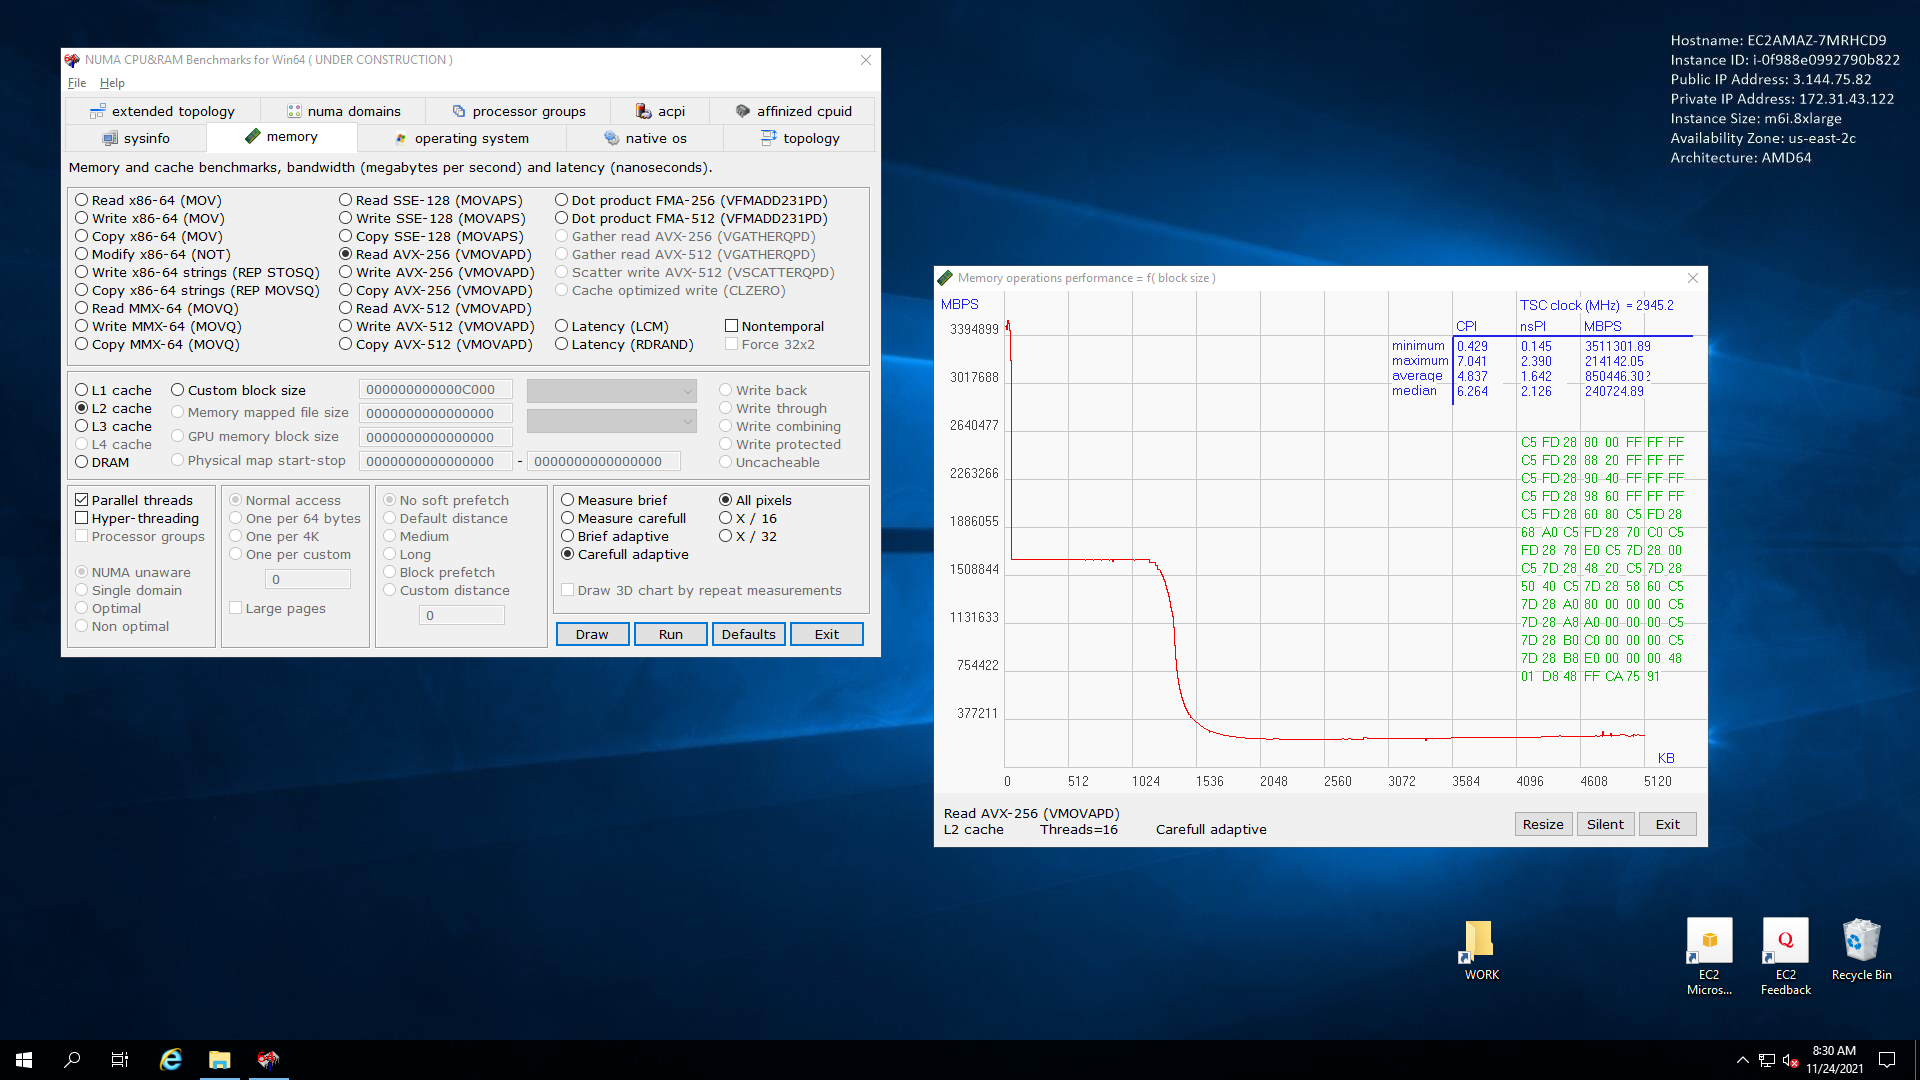 Hostname: EC2AMAZ-7MRHCD9
Instance ID: i-0f988e0992790b822
Public IP Address: 3.144.75.82
Private IP Address: 172.31.43.122
Instance Size: m6i.8xlarge
Availability Zone: us-east-2c
Architecture: AMD64
NUMA CPU&RAM Benchmarks for Win64 ( UNDER CONSTRUCTION )
File Help
extended topology numa domains processor groups acpi affinized cpuid
sysinfo memory operating system native os topology
Memory and cache benchmarks, bandwidth (megabytes per second) and latency (nanoseconds).
Read x86-64 (MOV) Read SSE-128 (MOVAPS) Dot product FMA-256 (VFMADD231PD)
Write x86-64 (MOV) Write SSE-128 (MOVAPS) Dot product FMA-512 (VFMADD231PD)
Copy x86-64 (MOV) Copy SSE-128 (MOVAPS) Gather read AVX-256 (VGATHERQPD)
Modify x86-64 (NOT) Read AVX-256 (VMOVAPD) Gather read AVX-512 (VGATHERQPD)
Write x86-64 strings (REP STOSQ) Write AVX-256 (VMOVAPD) Scatter write AVX-512 (VSCATTERQPD)
Copy x86-64 strings (REP MOVSQ) Copy AVX-256 (VMOVAPD) Cache optimized write (CLZERO)
Read MMX-64 (MOVQ) Read AVX-512 (VMOVAPD)
Write MMX-64 (MOVQ) Write AVX-512 (VMOVAPD) Latency (LCM) Nontemporal
Copy MMX-64 (MOVQ) Copy AVX-512 (VMOVAPD) Latency (RDRAND) Force 32x2
L1 cache Custom block size 000000000000C000 Write back
L2 cache Memory mapped file size 0000000000000000 Write through
L3 cache Write combining
L4 cache GPU memory block size 0000000000000000 Write protected
DRAM Physical map start-stop 0000000000000000 - 0000000000000000 Uncacheable
Parallel threads Normal access No soft prefetch Measure brief All pixels
Hyper-threading One per 64 bytes Default distance Measure carefull X / 16
Processor groups One per 4K Medium Brief adaptive X / 32
One per custom Long Carefull adaptive
NUMA unaware 0 Block prefetch
Single domain Custom distance Draw 3D chart by repeat measurements
Optimal Large pages 0
Non optimal Draw Run Defaults Exit
Memory operations performance = f( block size )
MBPS TSC clock (MHz) = 2945.2
3394899 CPI nsPI MBPS
minimum 0.429 0.145 3511301.89
maximum 7.041 2.390 214142.05
average 4.837 1.642 850446.302
median 6.264 2.126 240724.89
3017688
2640477
2263266
1886055
1508844
1131633
754422
377211
C5 FD 28 80 00 FF FF FF
C5 FD 28 88 20 FF FF FF
C5 FD 28 90 40 FF FF FF
C5 FD 28 98 60 FF FF FF
C5 FD 28 60 80 C5 FD 28
68 A0 C5 FD 28 70 C0 C5
FD 28 78 E0 C5 7D 28 00
C5 7D 28 48 20 C5 7D 28
50 40 C5 7D 28 58 60 C5
7D 28 A0 80 00 00 00 C5
7D 28 A8 A0 00 00 00 C5
7D 28 B0 C0 00 00 00 C5
7D 28 B8 E0 00 00 00 48
01 D8 48 FF CA 75 91
KB
0 512 1024 1536 2048 2560 3072 3584 4096 4608 5120
Read AVX-256 (VMOVAPD)
L2 cache Threads=16 Carefull adaptive
Resize Silent Exit
WORK
EC2 Micros...
EC2 Feedback
Recycle Bin
8:30 AM
11/24/2021